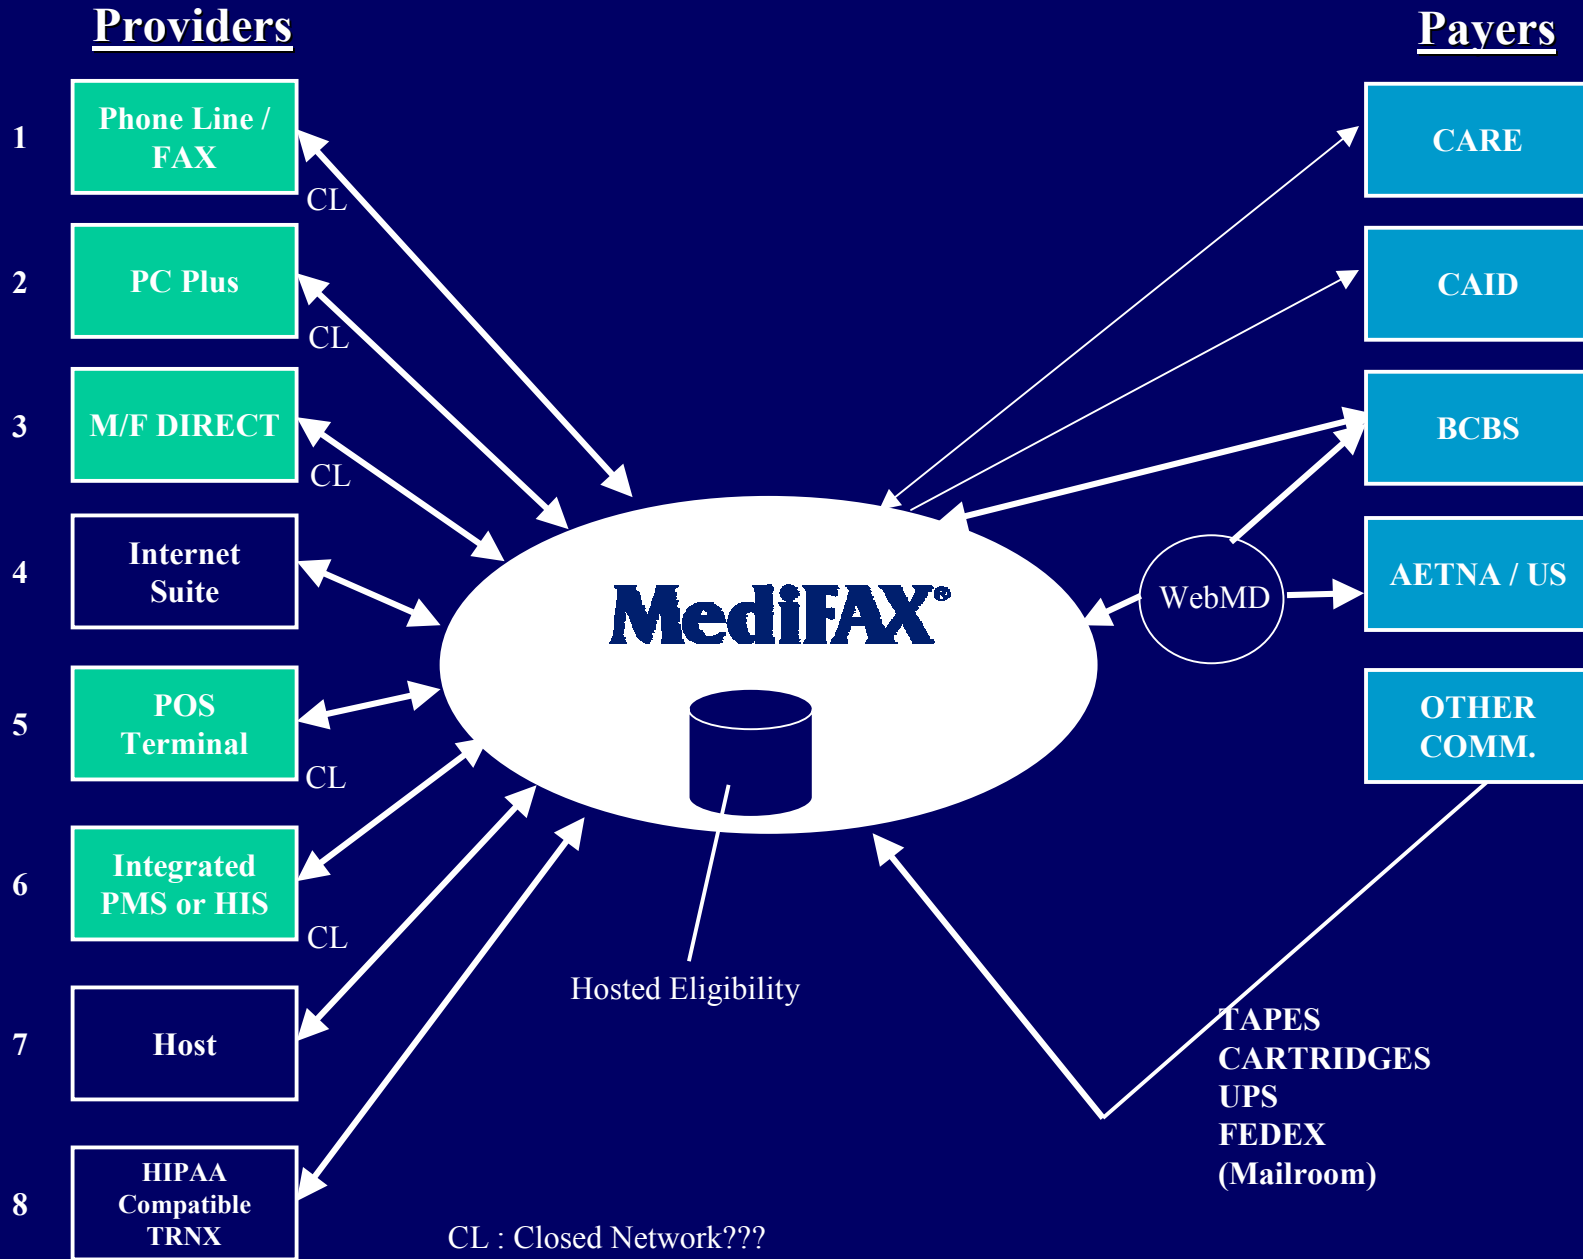 Providers
Payers
1
Phone Line /
FAX
CL
2
PC Plus
CL
3
M/F DIRECT
CL
4
Internet
Suite
5
POS
Terminal
CL
6
Integrated
PMS or HIS
CL
7
Host
8
HIPAA
Compatible
TRNX
MediFAX®
Hosted Eligibility
CL : Closed Network???
WebMD
CARE
CAID
BCBS
AETNA / US
OTHER
COMM.
TAPES
CARTRIDGES
UPS
FEDEX
(Mailroom)